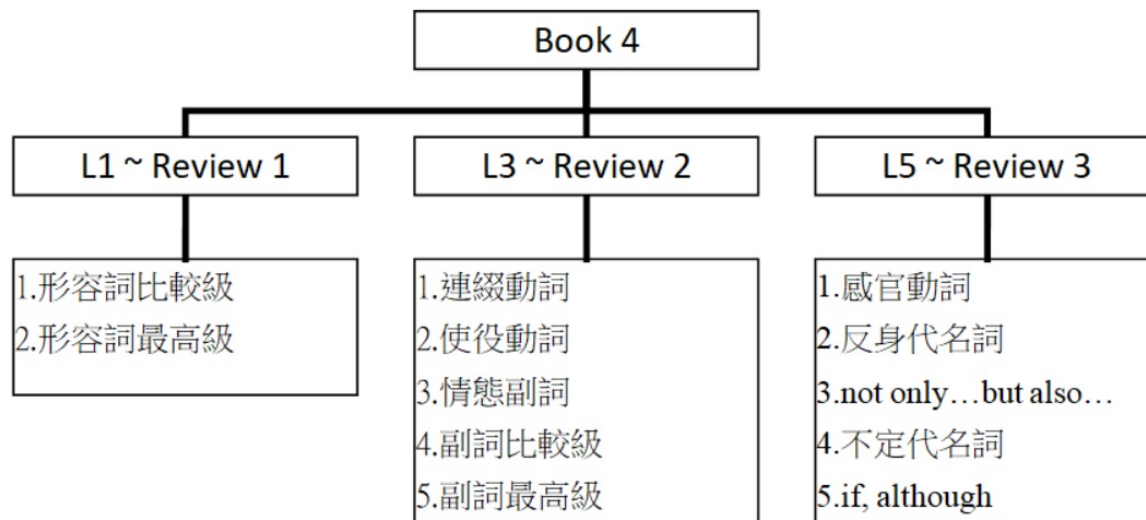 Book 4
L1 ~ Review 1
L3 ~ Review 2
L5 ~ Review 3
1.形容詞比較級
2.形容詞最高級
1.連綴動詞
2.使役動詞
3.情態副詞
4.副詞比較級
5.副詞最高級
1.感官動詞
2.反身代名詞
3.not only…but also…
4.不定代名詞
5.if, although